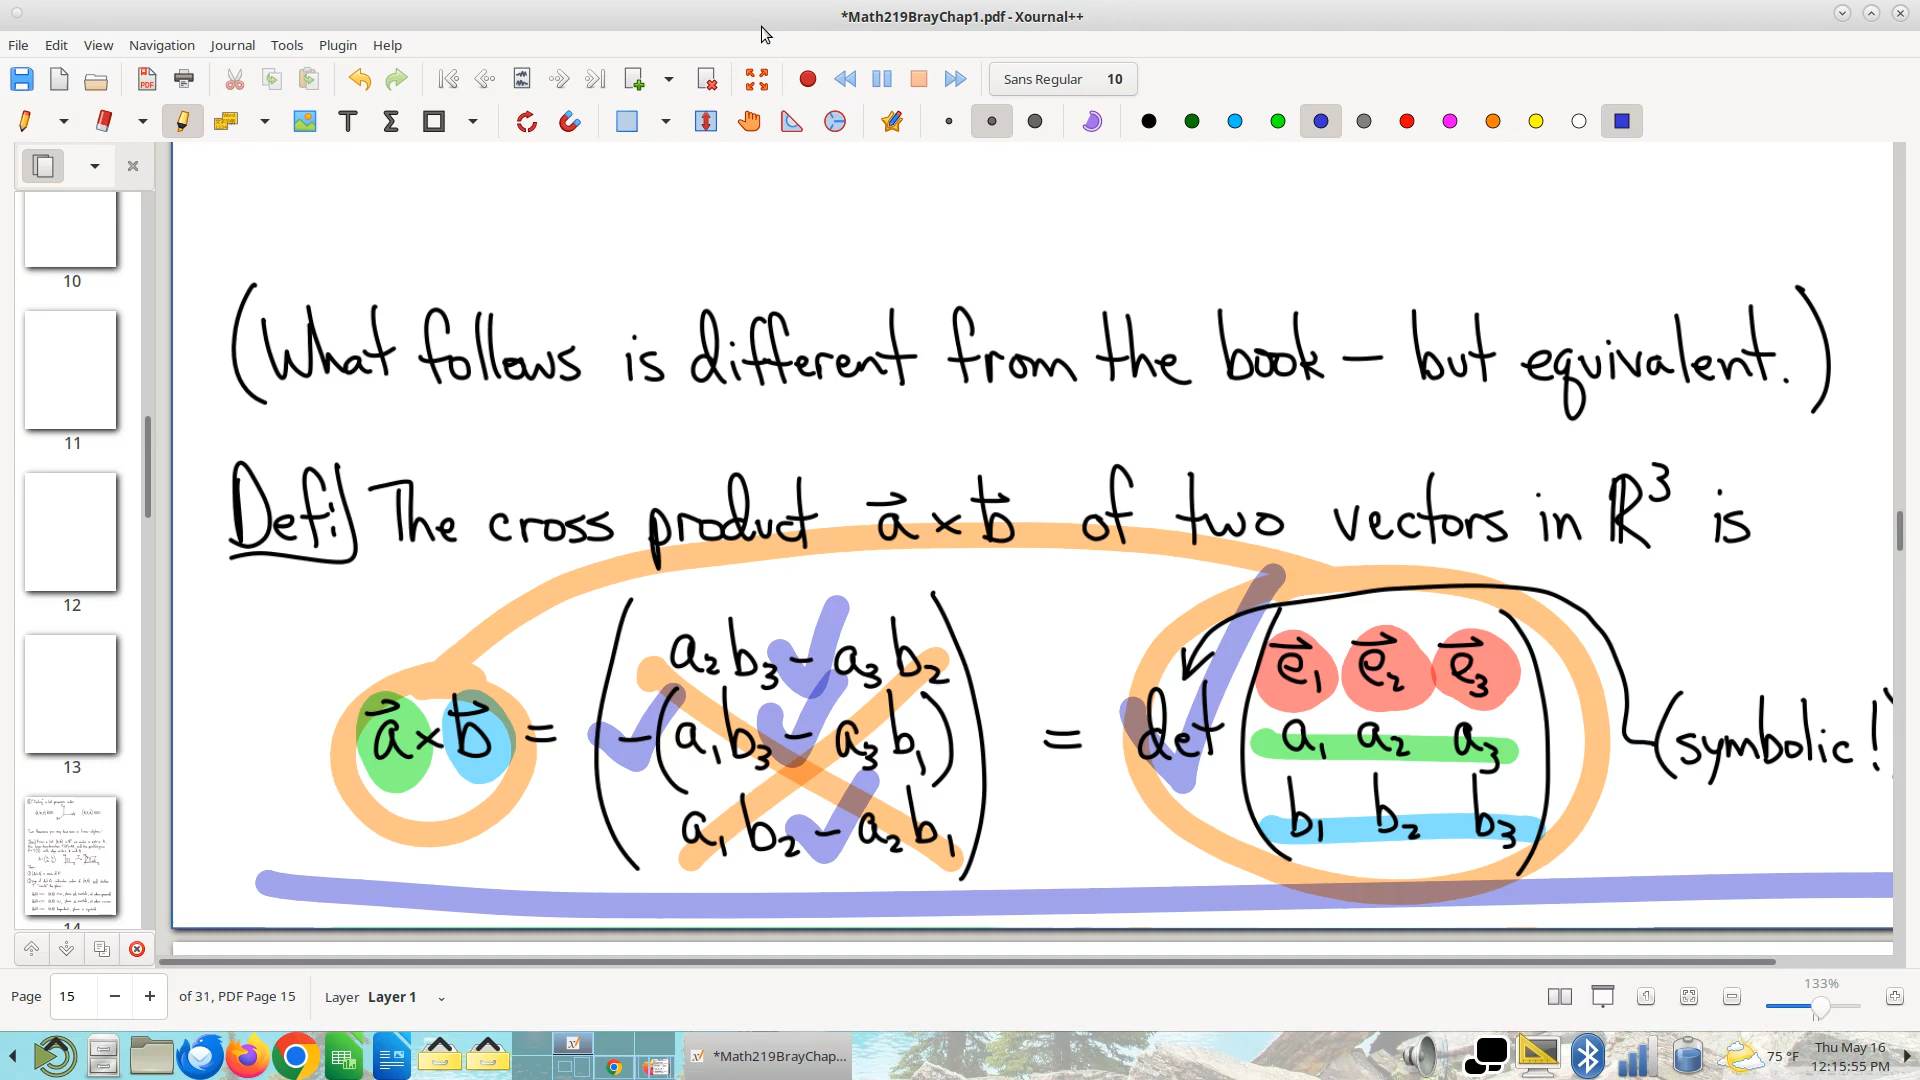 *Math219BrayChap1.pdf - Xournal++
File Edit View Navigation Journal Tools Plugin Help
Sans Regular 10
10
11
12
13
14
(What follows is different from the book — but equivalent.)
Def:| The cross product a⃗ × b⃗ of two vectors in ℝ³ is
a⃗ × b⃗ = ( a₂b₃ − a₃b₂
−(a₁b₃ − a₃b₁)
a₁b₂ − a₂b₁ ) = det ( e⃗₁ e⃗₂ e⃗₃
a₁ a₂ a₃
b₁ b₂ b₃ ) (symbolic!)
Page 15 of 31, PDF Page 15 Layer Layer 1
133%
*Math219BrayChap...
75 °F
Thu May 16
12:15:55 PM